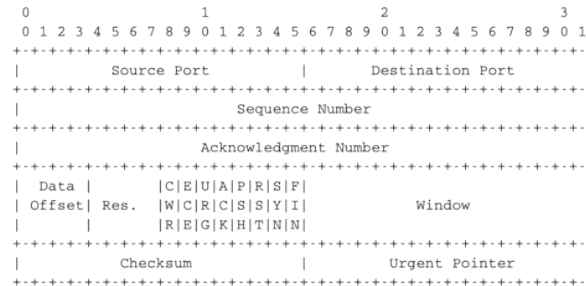 0 1 2 3
0 1 2 3 4 5 6 7 8 9 0 1 2 3 4 5 6 7 8 9 0 1 2 3 4 5 6 7 8 9 0 1
+-+-+-+-+-+-+-+-+-+-+-+-+-+-+-+-+-+-+-+-+-+-+-+-+-+-+-+-+-+-+-+-
| Source Port | Destination Port
+-+-+-+-+-+-+-+-+-+-+-+-+-+-+-+-+-+-+-+-+-+-+-+-+-+-+-+-+-+-+-+-
| Sequence Number
+-+-+-+-+-+-+-+-+-+-+-+-+-+-+-+-+-+-+-+-+-+-+-+-+-+-+-+-+-+-+-+-
| Acknowledgment Number
+-+-+-+-+-+-+-+-+-+-+-+-+-+-+-+-+-+-+-+-+-+-+-+-+-+-+-+-+-+-+-+-
| Data | |C|E|U|A|P|R|S|F|
| Offset| Res. |W|C|R|C|S|S|Y|I| Window
| | |R|E|G|K|H|T|N|N|
+-+-+-+-+-+-+-+-+-+-+-+-+-+-+-+-+-+-+-+-+-+-+-+-+-+-+-+-+-+-+-+-
| Checksum | Urgent Pointer
+-+-+-+-+-+-+-+-+-+-+-+-+-+-+-+-+-+-+-+-+-+-+-+-+-+-+-+-+-+-+-+-